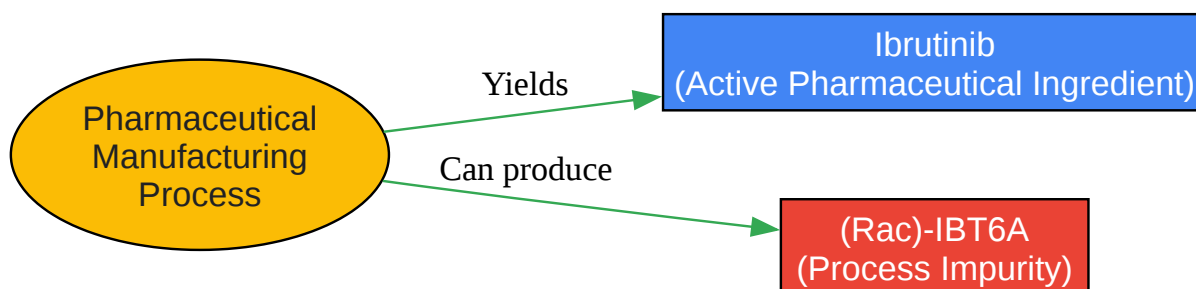 Pharmaceutical
Manufacturing
Process
Yields
Can produce
Ibrutinib
(Active Pharmaceutical Ingredient)
(Rac)-IBT6A
(Process Impurity)